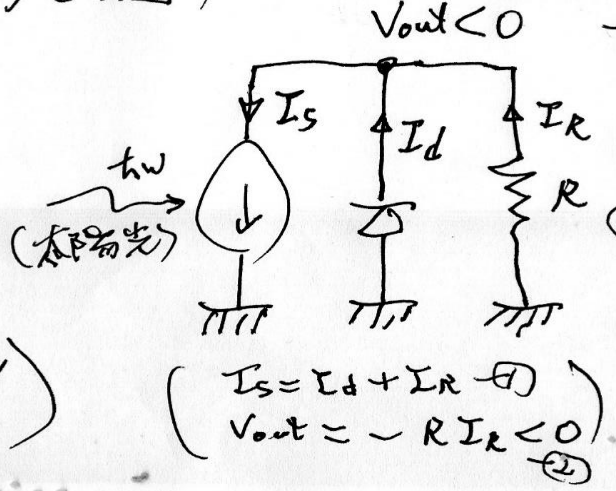 Vout < 0
Is
Id
IR
ħω
R
(太陽光)
Is = Id + IR —①
Vout = − R IR < 0
—②